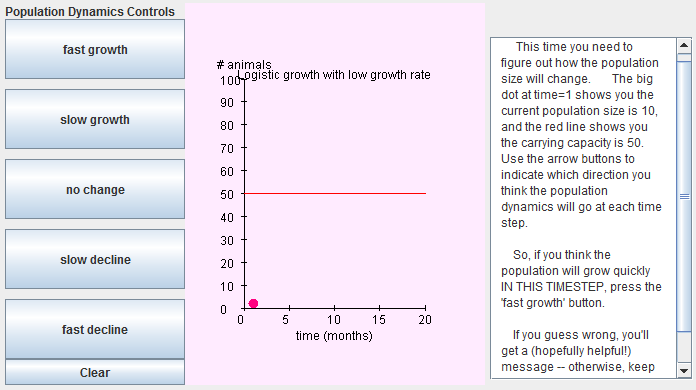 Population Dynamics Controls
fast growth
slow growth
no change
slow decline
fast decline
Clear
# animals
Logistic growth with low growth rate
100
90
80
70
60
50
40
30
20
10
0
0 5 10 15 20
time (months)
This time you need to
figure out how the population
size will change. The big
dot at time=1 shows you the
current population size is 10,
and the red line shows you
the carrying capacity is 50.
Use the arrow buttons to
indicate which direction you
think the population
dynamics will go at each time
step.
So, if you think the
population will grow quickly
IN THIS TIMESTEP, press the
'fast growth' button.
If you guess wrong, you'll
get a (hopefully helpful!)
message -- otherwise, keep